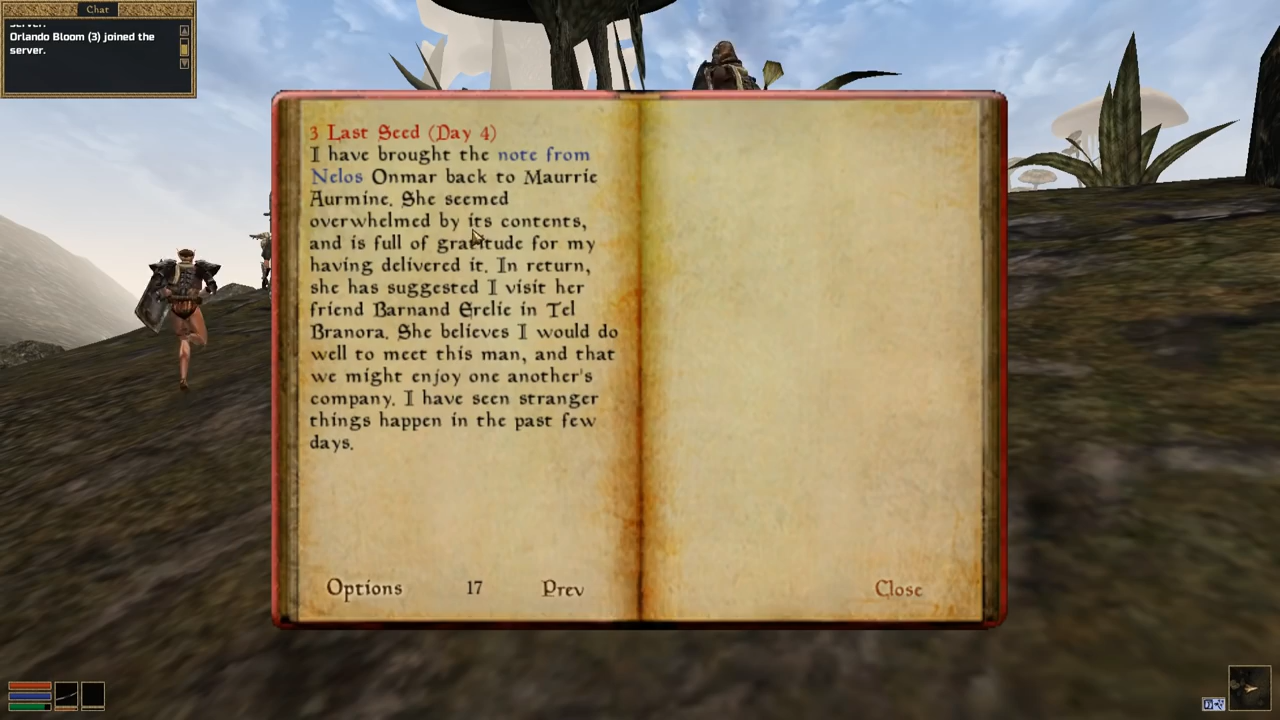 Chat
Orlando Bloom (3) joined the
server.
3 Last Seed (Day 4)
I have brought the note from
Nelos Onmar back to Maurrie
Aurmine. She seemed
overwhelmed by its contents,
and is full of gratitude for my
having delivered it. In return,
she has suggested I visit her
friend Barnand Erelie in Tel
Branora. She believes I would do
well to meet this man, and that
we might enjoy one another's
company. I have seen stranger
things happen in the past few
days.
Options 17 Prev Close